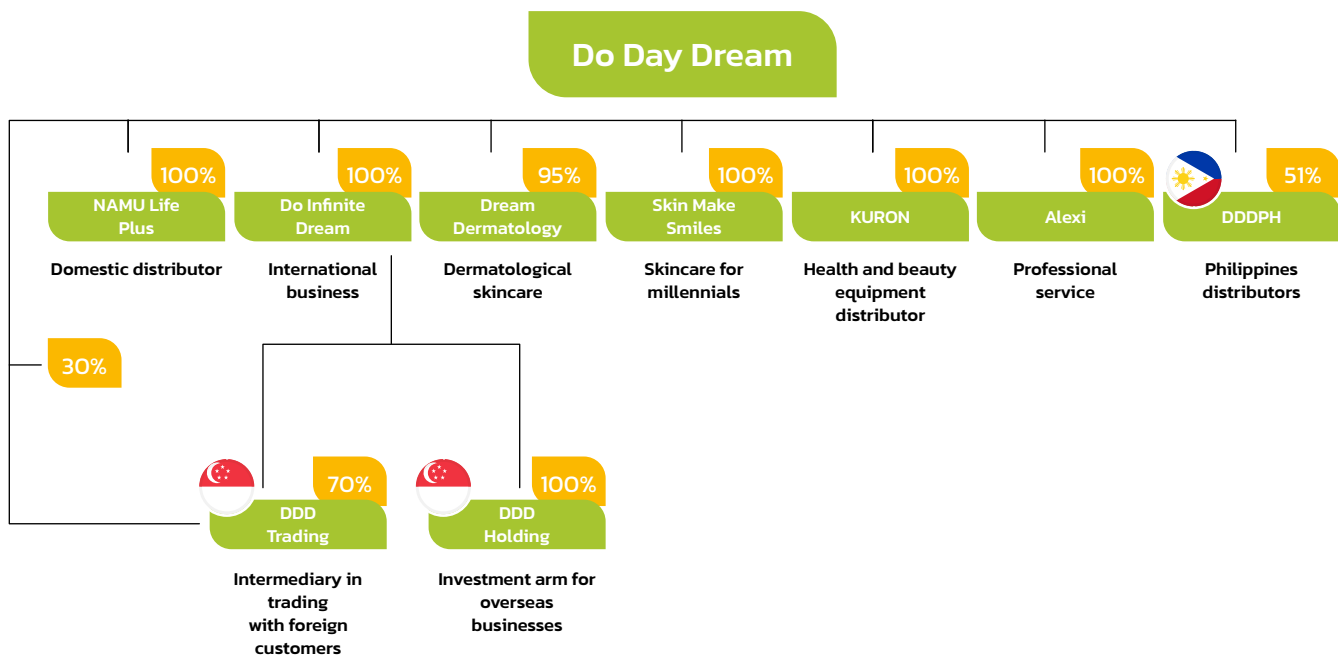 Do Day Dream
100%
NAMU Life
Plus
Domestic distributor
100%
Do Infinite
Dream
International
business
95%
Dream
Dermatology
Dermatological
skincare
100%
Skin Make
Smiles
Skincare for
millennials
100%
KURON
Health and beauty
equipment
distributor
100%
Alexi
Professional
service
51%
DDDPH
Philippines
distributors
30%
70%
DDD
Trading
Intermediary in
trading
with foreign
customers
100%
DDD
Holding
Investment arm for
overseas
businesses